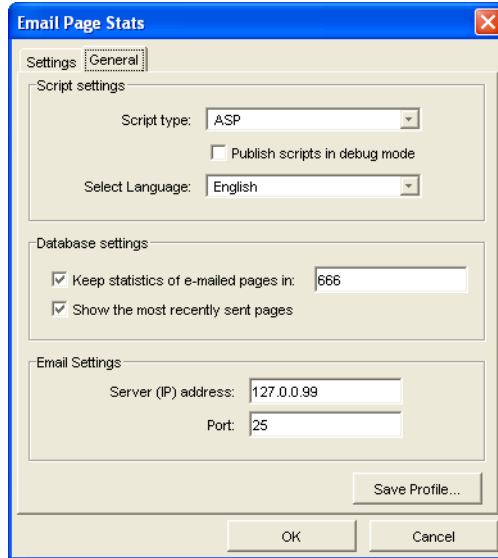 Email Page Stats
Settings General
Script settings
Script type: ASP
Publish scripts in debug mode
Select Language: English
Database settings
Keep statistics of e-mailed pages in: 666
Show the most recently sent pages
Email Settings
Server (IP) address: 127.0.0.99
Port: 25
Save Profile...
OK Cancel